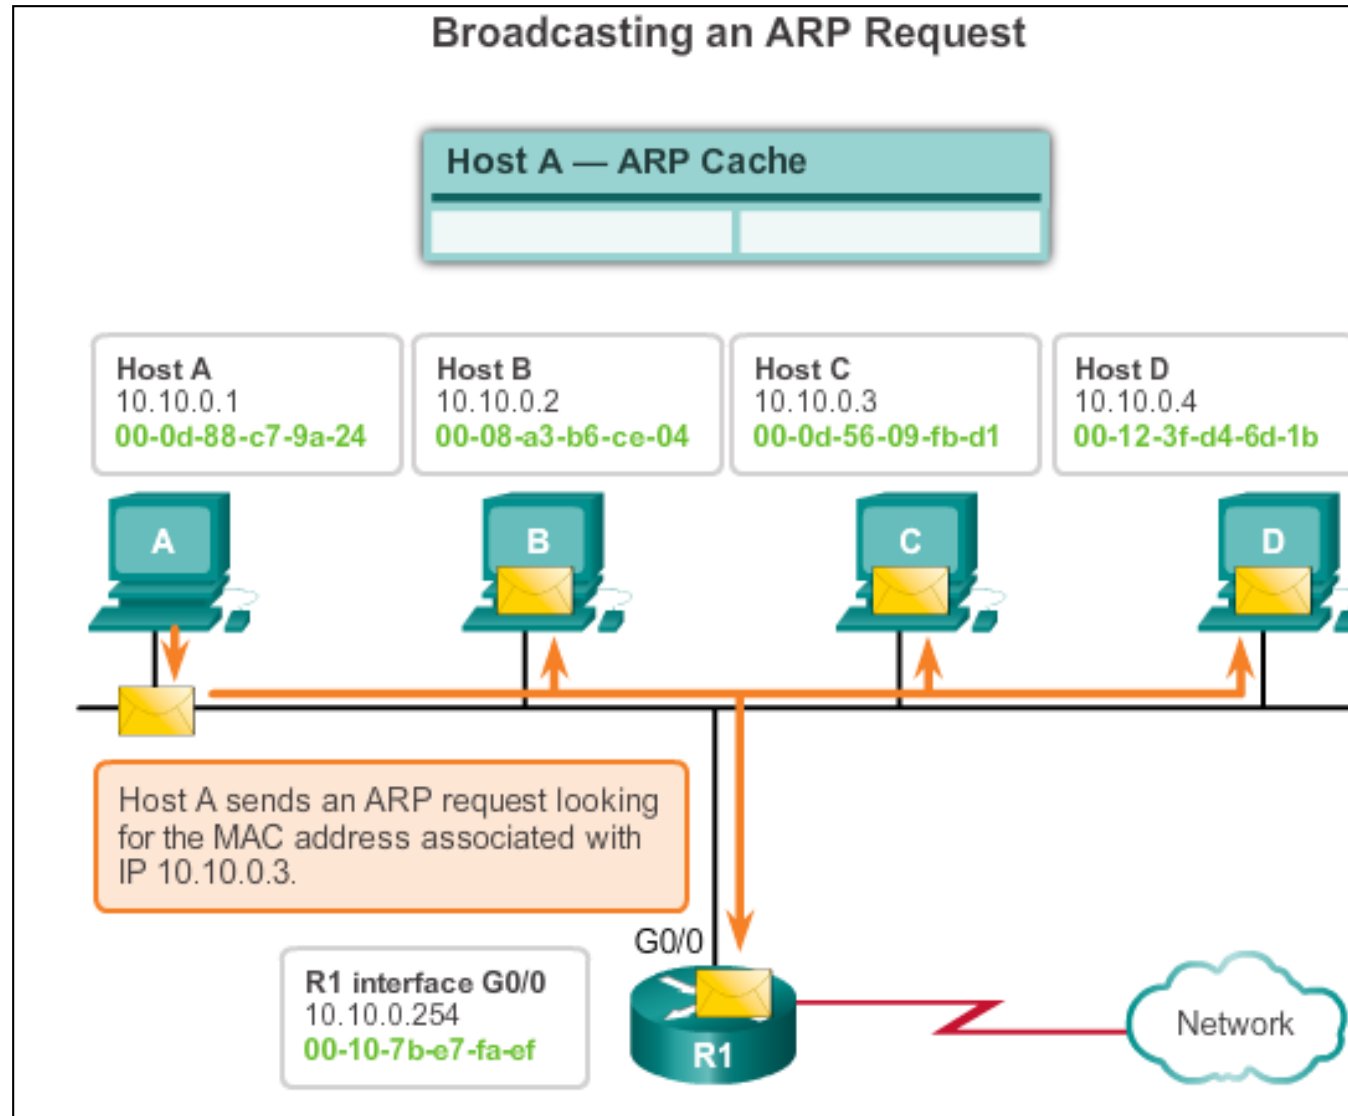 Broadcasting an ARP Request
Host A — ARP Cache
Host A
10.10.0.1
00-0d-88-c7-9a-24
Host B
10.10.0.2
00-08-a3-b6-ce-04
Host C
10.10.0.3
00-0d-56-09-fb-d1
Host D
10.10.0.4
00-12-3f-d4-6d-1b
A
B
C
D
Host A sends an ARP request looking
for the MAC address associated with
IP 10.10.0.3.
G0/0
R1 interface G0/0
10.10.0.254
00-10-7b-e7-fa-ef
R1
Network